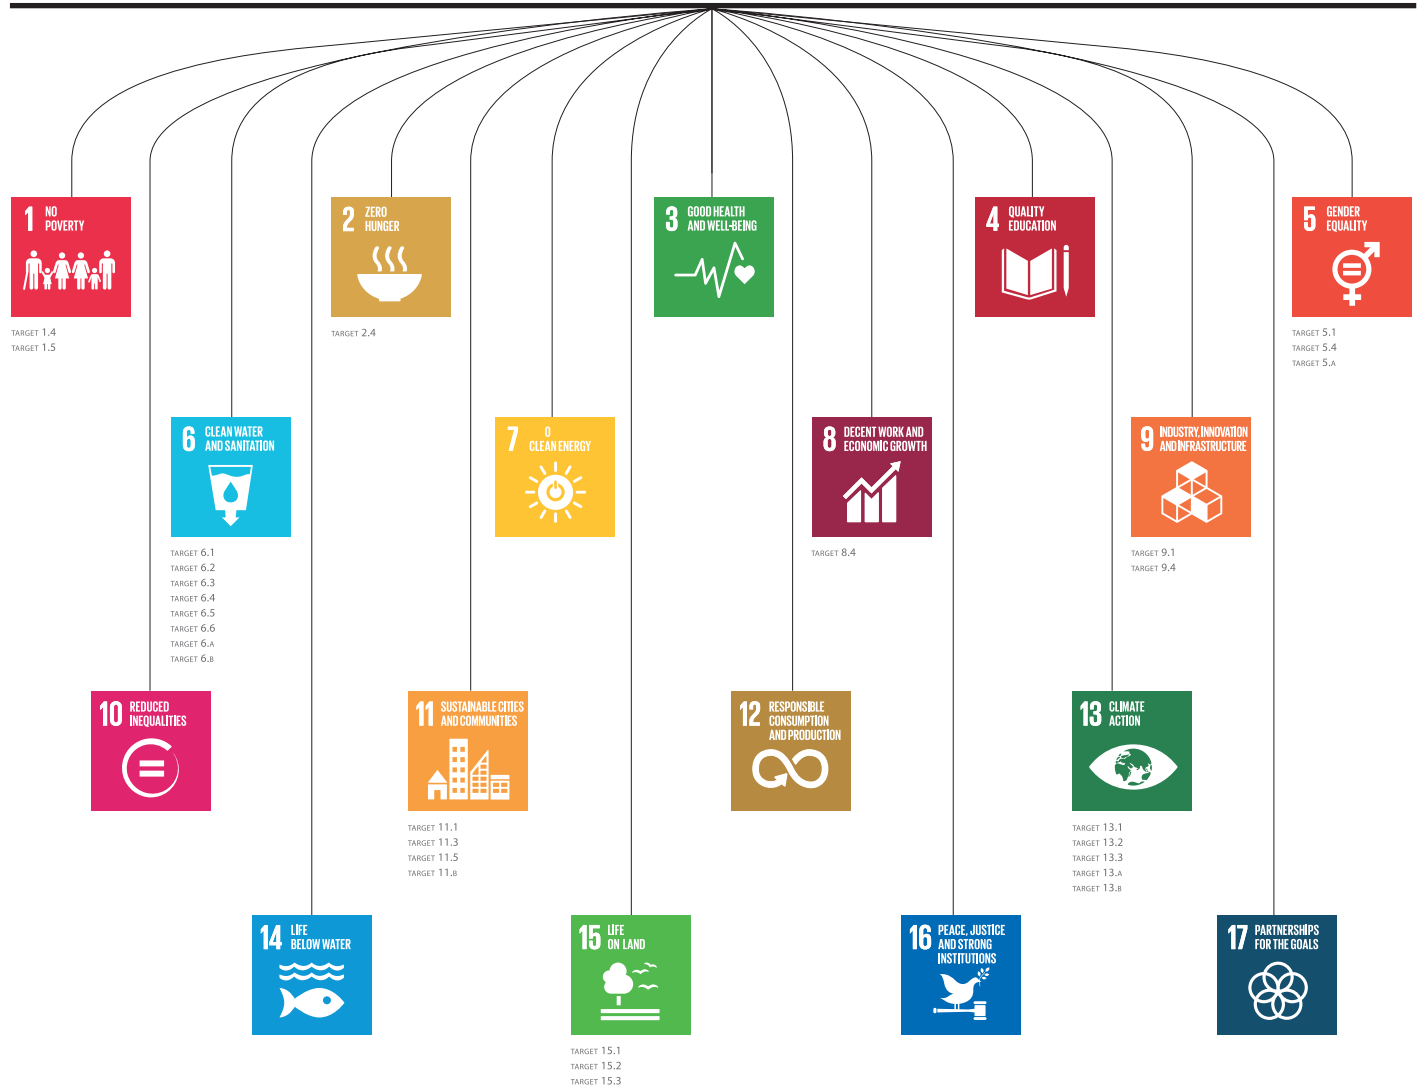 1 NO
POVERTY
TARGET 1.4
TARGET 1.5
2 ZERO
HUNGER
TARGET 2.4
3 GOOD HEALTH
AND WELL-BEING
4 QUALITY
EDUCATION
5 GENDER
EQUALITY
TARGET 5.1
TARGET 5.4
TARGET 5.A
6 CLEAN WATER
AND SANITATION
TARGET 6.1
TARGET 6.2
TARGET 6.3
TARGET 6.4
TARGET 6.5
TARGET 6.6
TARGET 6.A
TARGET 6.B
7 0
CLEAN ENERGY
8 DECENT WORK AND
ECONOMIC GROWTH
TARGET 8.4
9 INDUSTRY, INNOVATION
AND INFRASTRUCTURE
TARGET 9.1
TARGET 9.4
10 REDUCED
INEQUALITIES
11 SUSTAINABLE CITIES
AND COMMUNITIES
TARGET 11.1
TARGET 11.3
TARGET 11.5
TARGET 11.B
12 RESPONSIBLE
CONSUMPTION
AND PRODUCTION
13 CLIMATE
ACTION
TARGET 13.1
TARGET 13.2
TARGET 13.3
TARGET 13.A
TARGET 13.B
14 LIFE
BELOW WATER
15 LIFE
ON LAND
TARGET 15.1
TARGET 15.2
TARGET 15.3
16 PEACE, JUSTICE
AND STRONG
INSTITUTIONS
17 PARTNERSHIPS
FOR THE GOALS